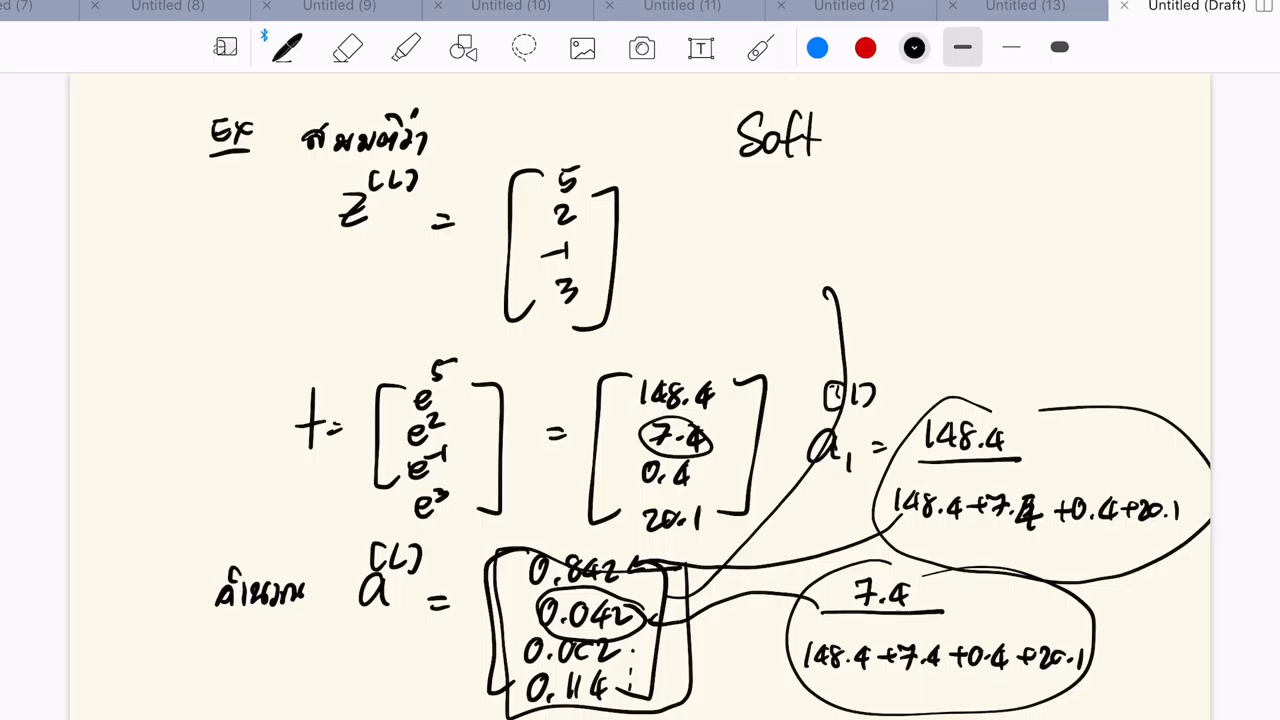 ed (7) Untitled (8) Untitled (9) Untitled (10) Untitled (11) Untitled (12) Untitled (13) Untitled (Draft)
Ex สมมติว่า Soft
z[L] = [5
2
-1
3]
t = [e^5
e^2
e^-1
e^3] = [148.4
7.4
0.4
20.1]
a₁ = 148.4
148.4+7.4+0.4+20.1
คำนวณ a[L] = [0.842
0.042
0.002
0.114]
7.4
148.4+7.4+0.4+20.1